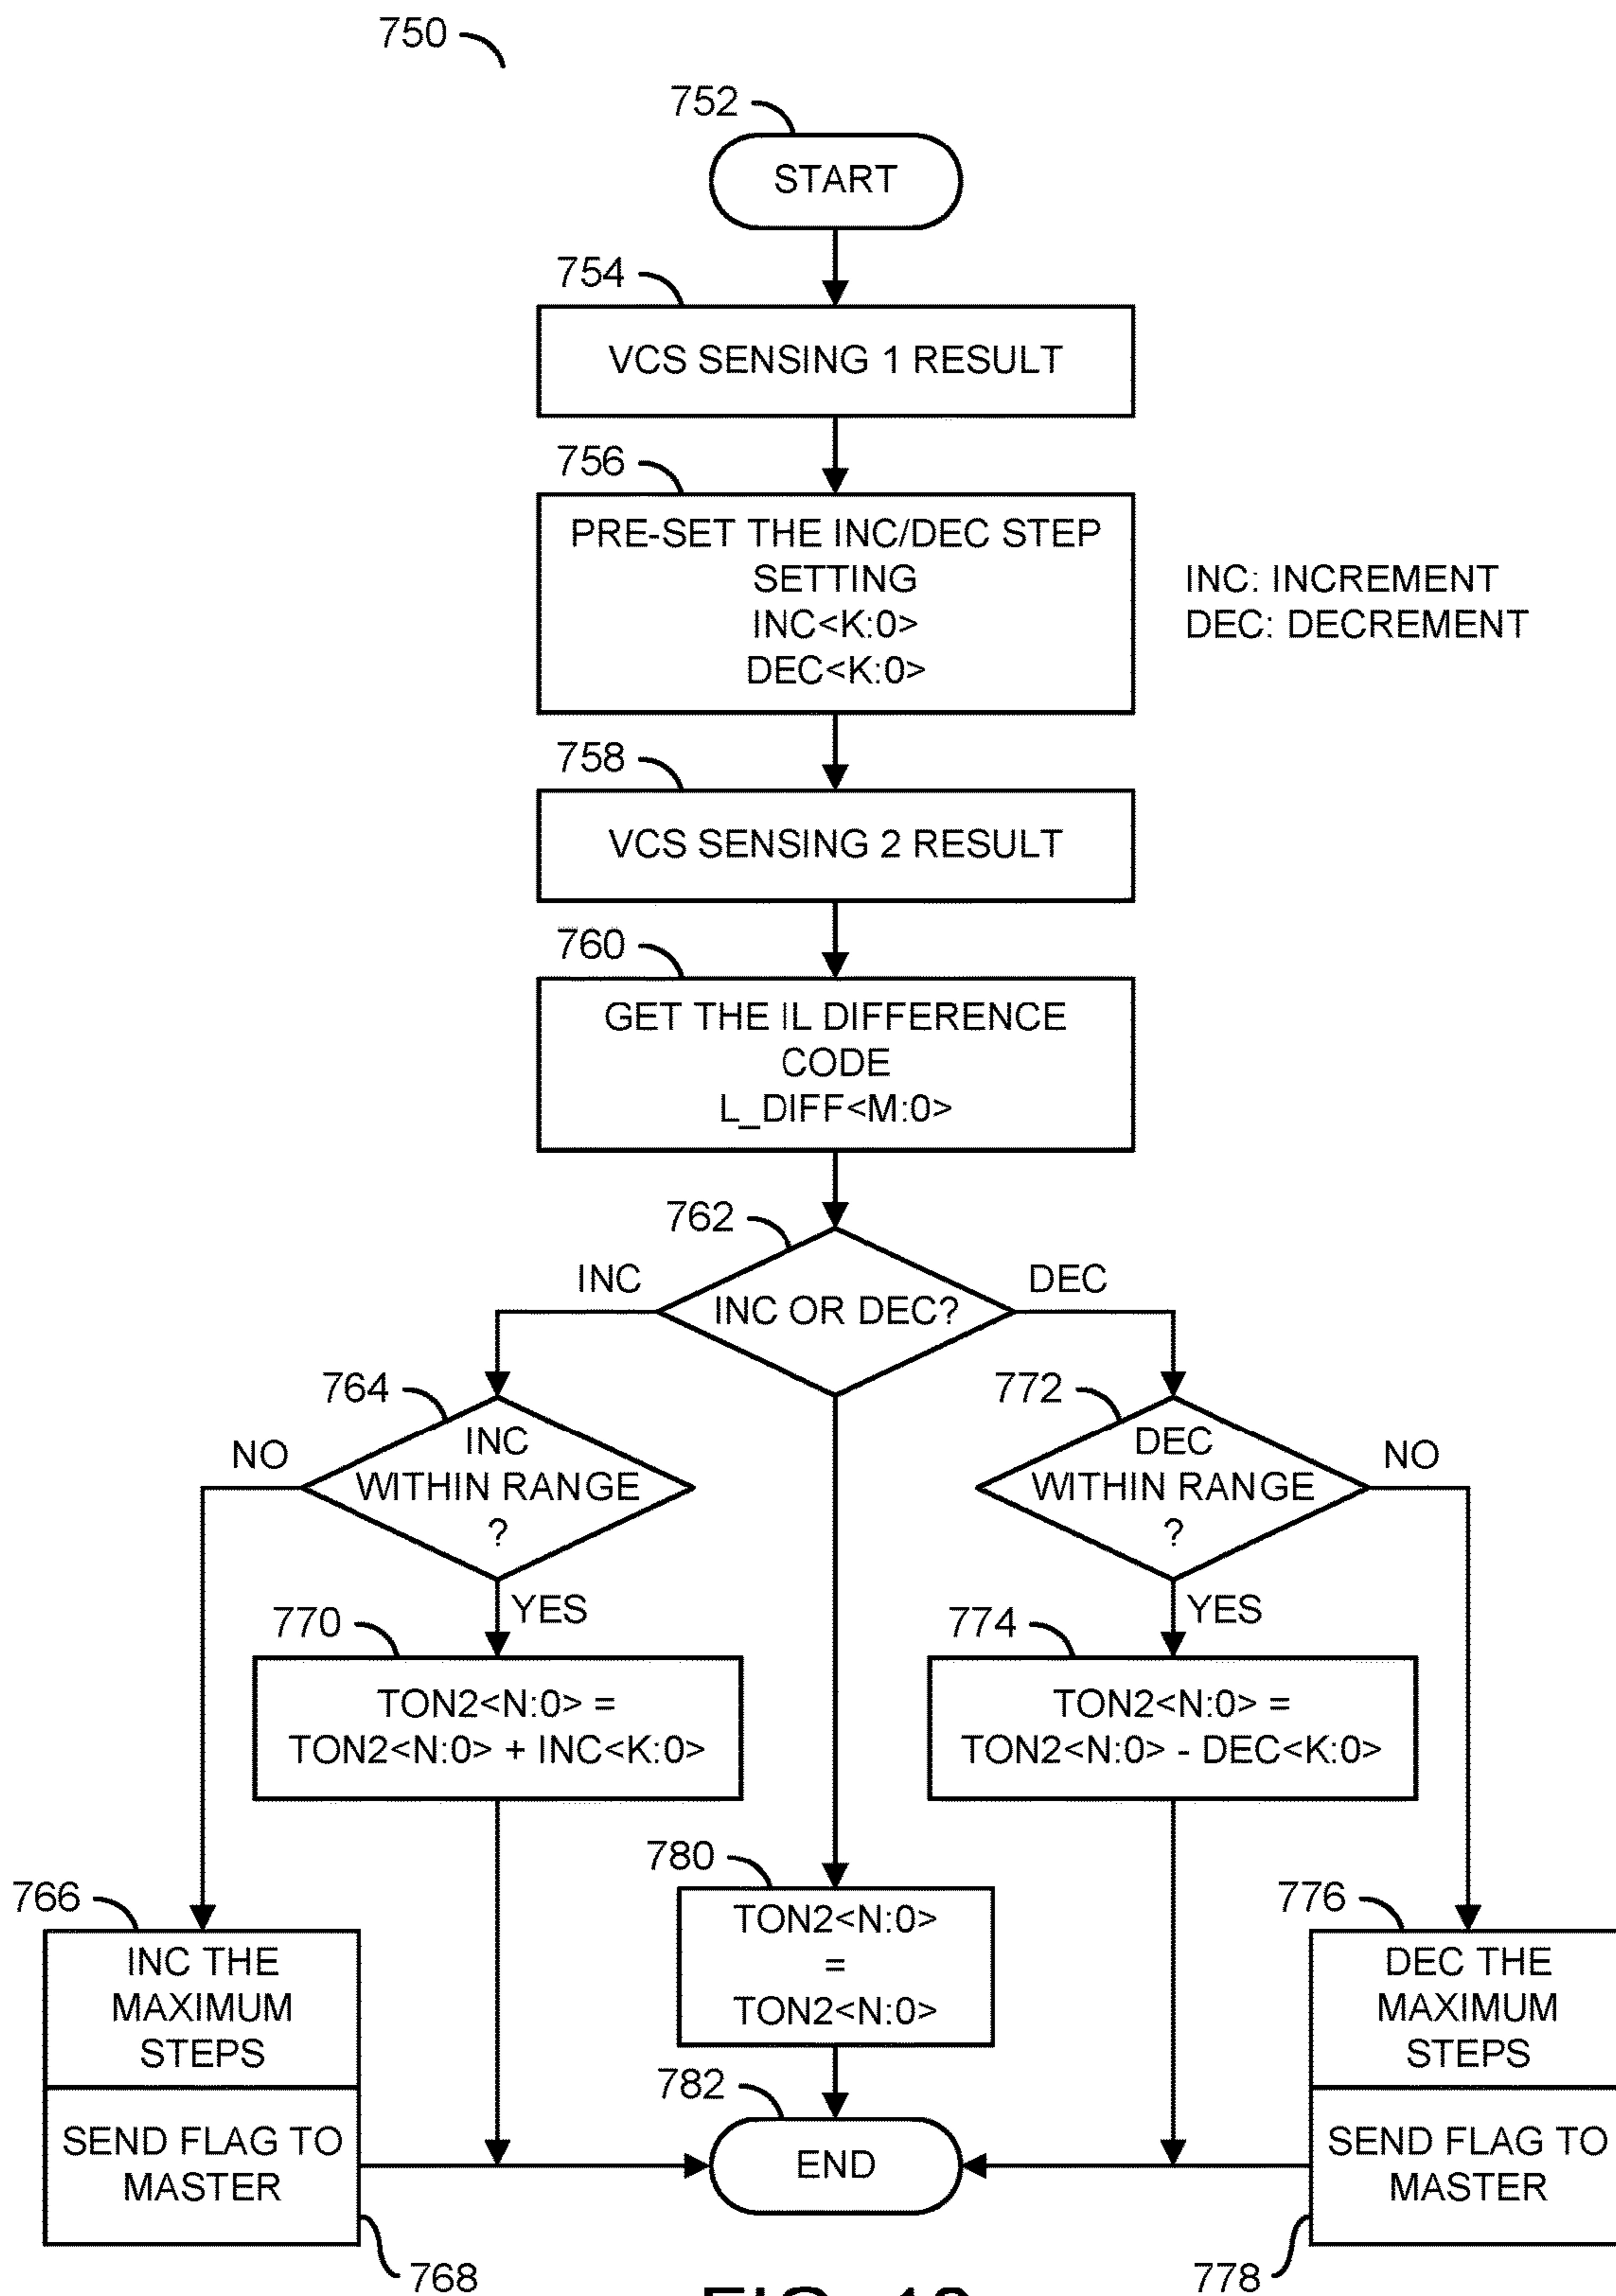 750
752
START
754
VCS SENSING 1 RESULT
756
PRE-SET THE INC/DEC STEP
SETTING
INC<K:0>
DEC<K:0>
INC: INCREMENT
DEC: DECREMENT
758
VCS SENSING 2 RESULT
760
GET THE IL DIFFERENCE
CODE
L_DIFF<M:0>
762
INC
INC OR DEC?
DEC
764
INC
WITHIN RANGE
?
NO
YES
772
DEC
WITHIN RANGE
?
NO
YES
770
TON2<N:0> =
TON2<N:0> + INC<K:0>
774
TON2<N:0> =
TON2<N:0> - DEC<K:0>
780
TON2<N:0>
=
TON2<N:0>
766
INC THE
MAXIMUM
STEPS
SEND FLAG TO
MASTER
768
776
DEC THE
MAXIMUM
STEPS
SEND FLAG TO
MASTER
778
782
END